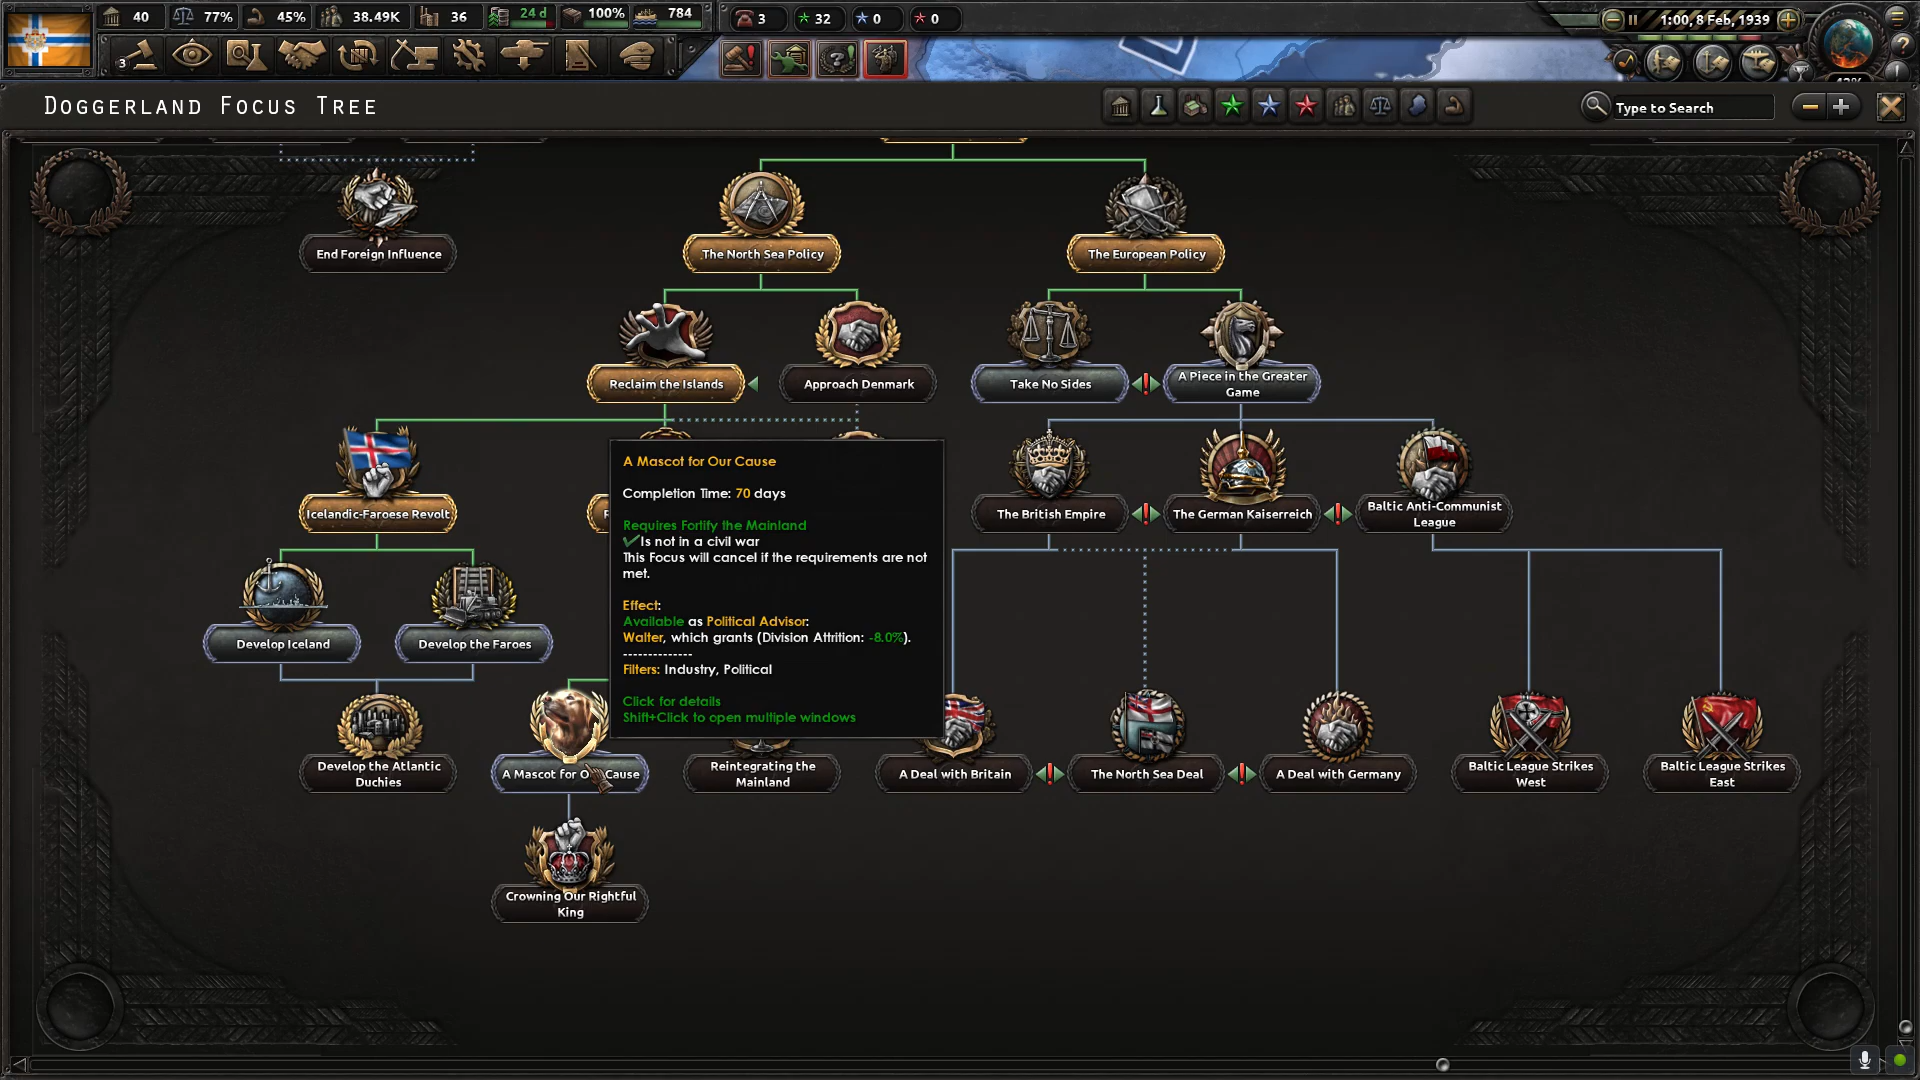 40
77%
45%
38.49K
36
24 d
100%
784
3
32
0
0
1:00, 8 Feb, 1939
3
Doggerland Focus Tree
Type to Search
End Foreign Influence
The North Sea Policy
The European Policy
Reclaim the Islands
Approach Denmark
Take No Sides
A Piece in the Greater
Game
Icelandic-Faroese Revolt
The British Empire
The German Kaiserreich
Baltic Anti-Communist
League
A Mascot for Our Cause
Completion Time: 70 days
Requires Fortify the Mainland
Is not in a civil war
This Focus will cancel if the requirements are not
met.
Effect:
Available as Political Advisor:
Walter, which grants (Division Attrition: -8.0%).
--------------
Filters: Industry, Political
Click for details
Shift+Click to open multiple windows
Develop Iceland
Develop the Faroes
Develop the Atlantic
Duchies
A Mascot for Our Cause
Reintegrating the
Mainland
A Deal with Britain
The North Sea Deal
A Deal with Germany
Baltic League Strikes
West
Baltic League Strikes
East
Crowning Our Rightful
King